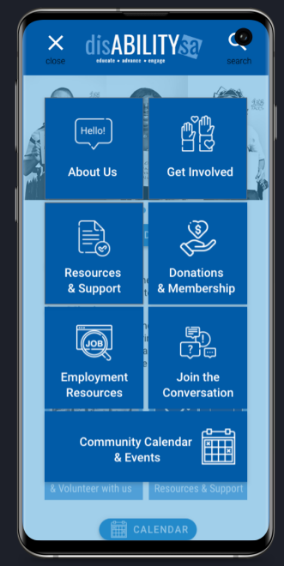 disABILITYsa
educate • advance • engage
close
search
Hello!
About Us
Get Involved
Resources
& Support
Donations
& Membership
JOB
Employment
Resources
Join the
Conversation
Community Calendar
& Events
& Volunteer with us
Resources & Support
CALENDAR